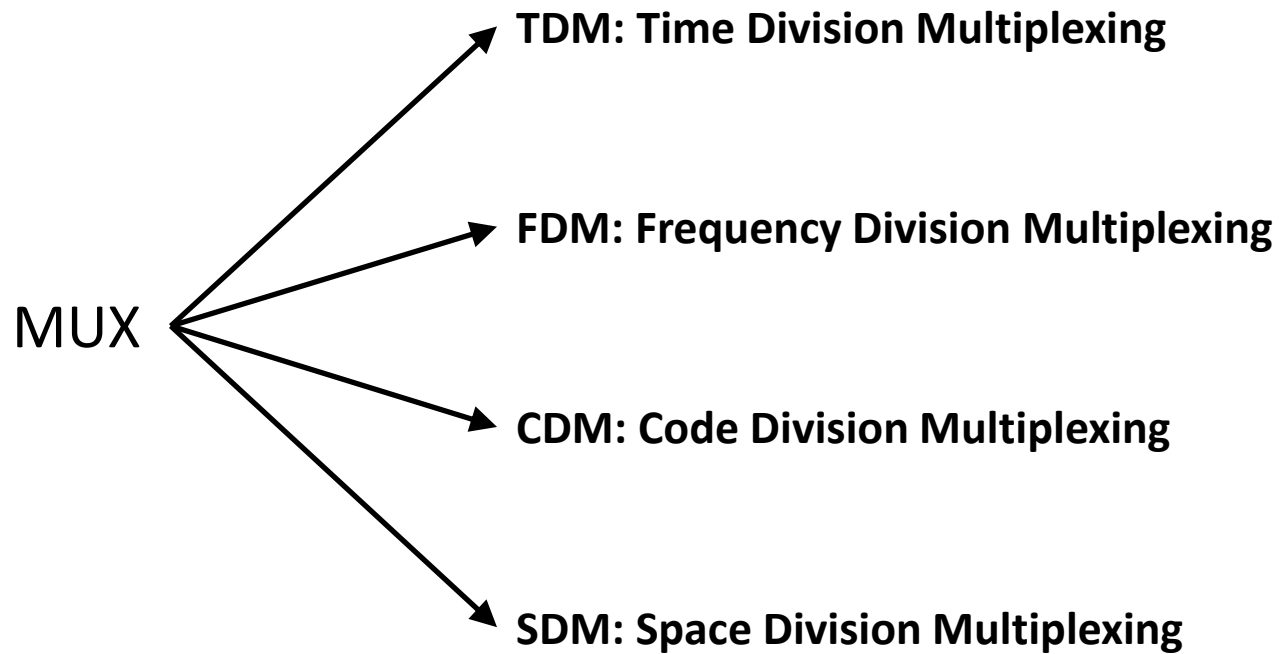 TDM: Time Division Multiplexing
FDM: Frequency Division Multiplexing
MUX
CDM: Code Division Multiplexing
SDM: Space Division Multiplexing